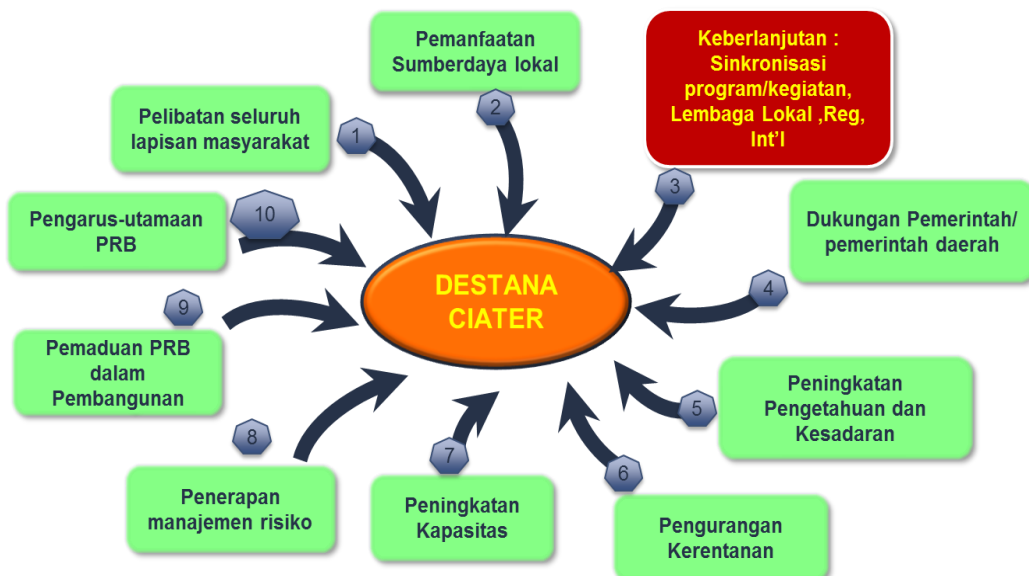 Pelibatan seluruh
lapisan masyarakat
1
Pemanfaatan
Sumberdaya lokal
2
Keberlanjutan :
Sinkronisasi
program/kegiatan,
Lembaga Lokal ,Reg,
Int'l
3
Dukungan Pemerintah/
pemerintah daerah
4
Peningkatan
Pengetahuan dan
Kesadaran
5
Pengurangan
Kerentanan
6
Peningkatan
Kapasitas
7
Penerapan
manajemen risiko
8
Pemaduan PRB
dalam
Pembangunan
9
Pengarus-utamaan
PRB
10
DESTANA
CIATER